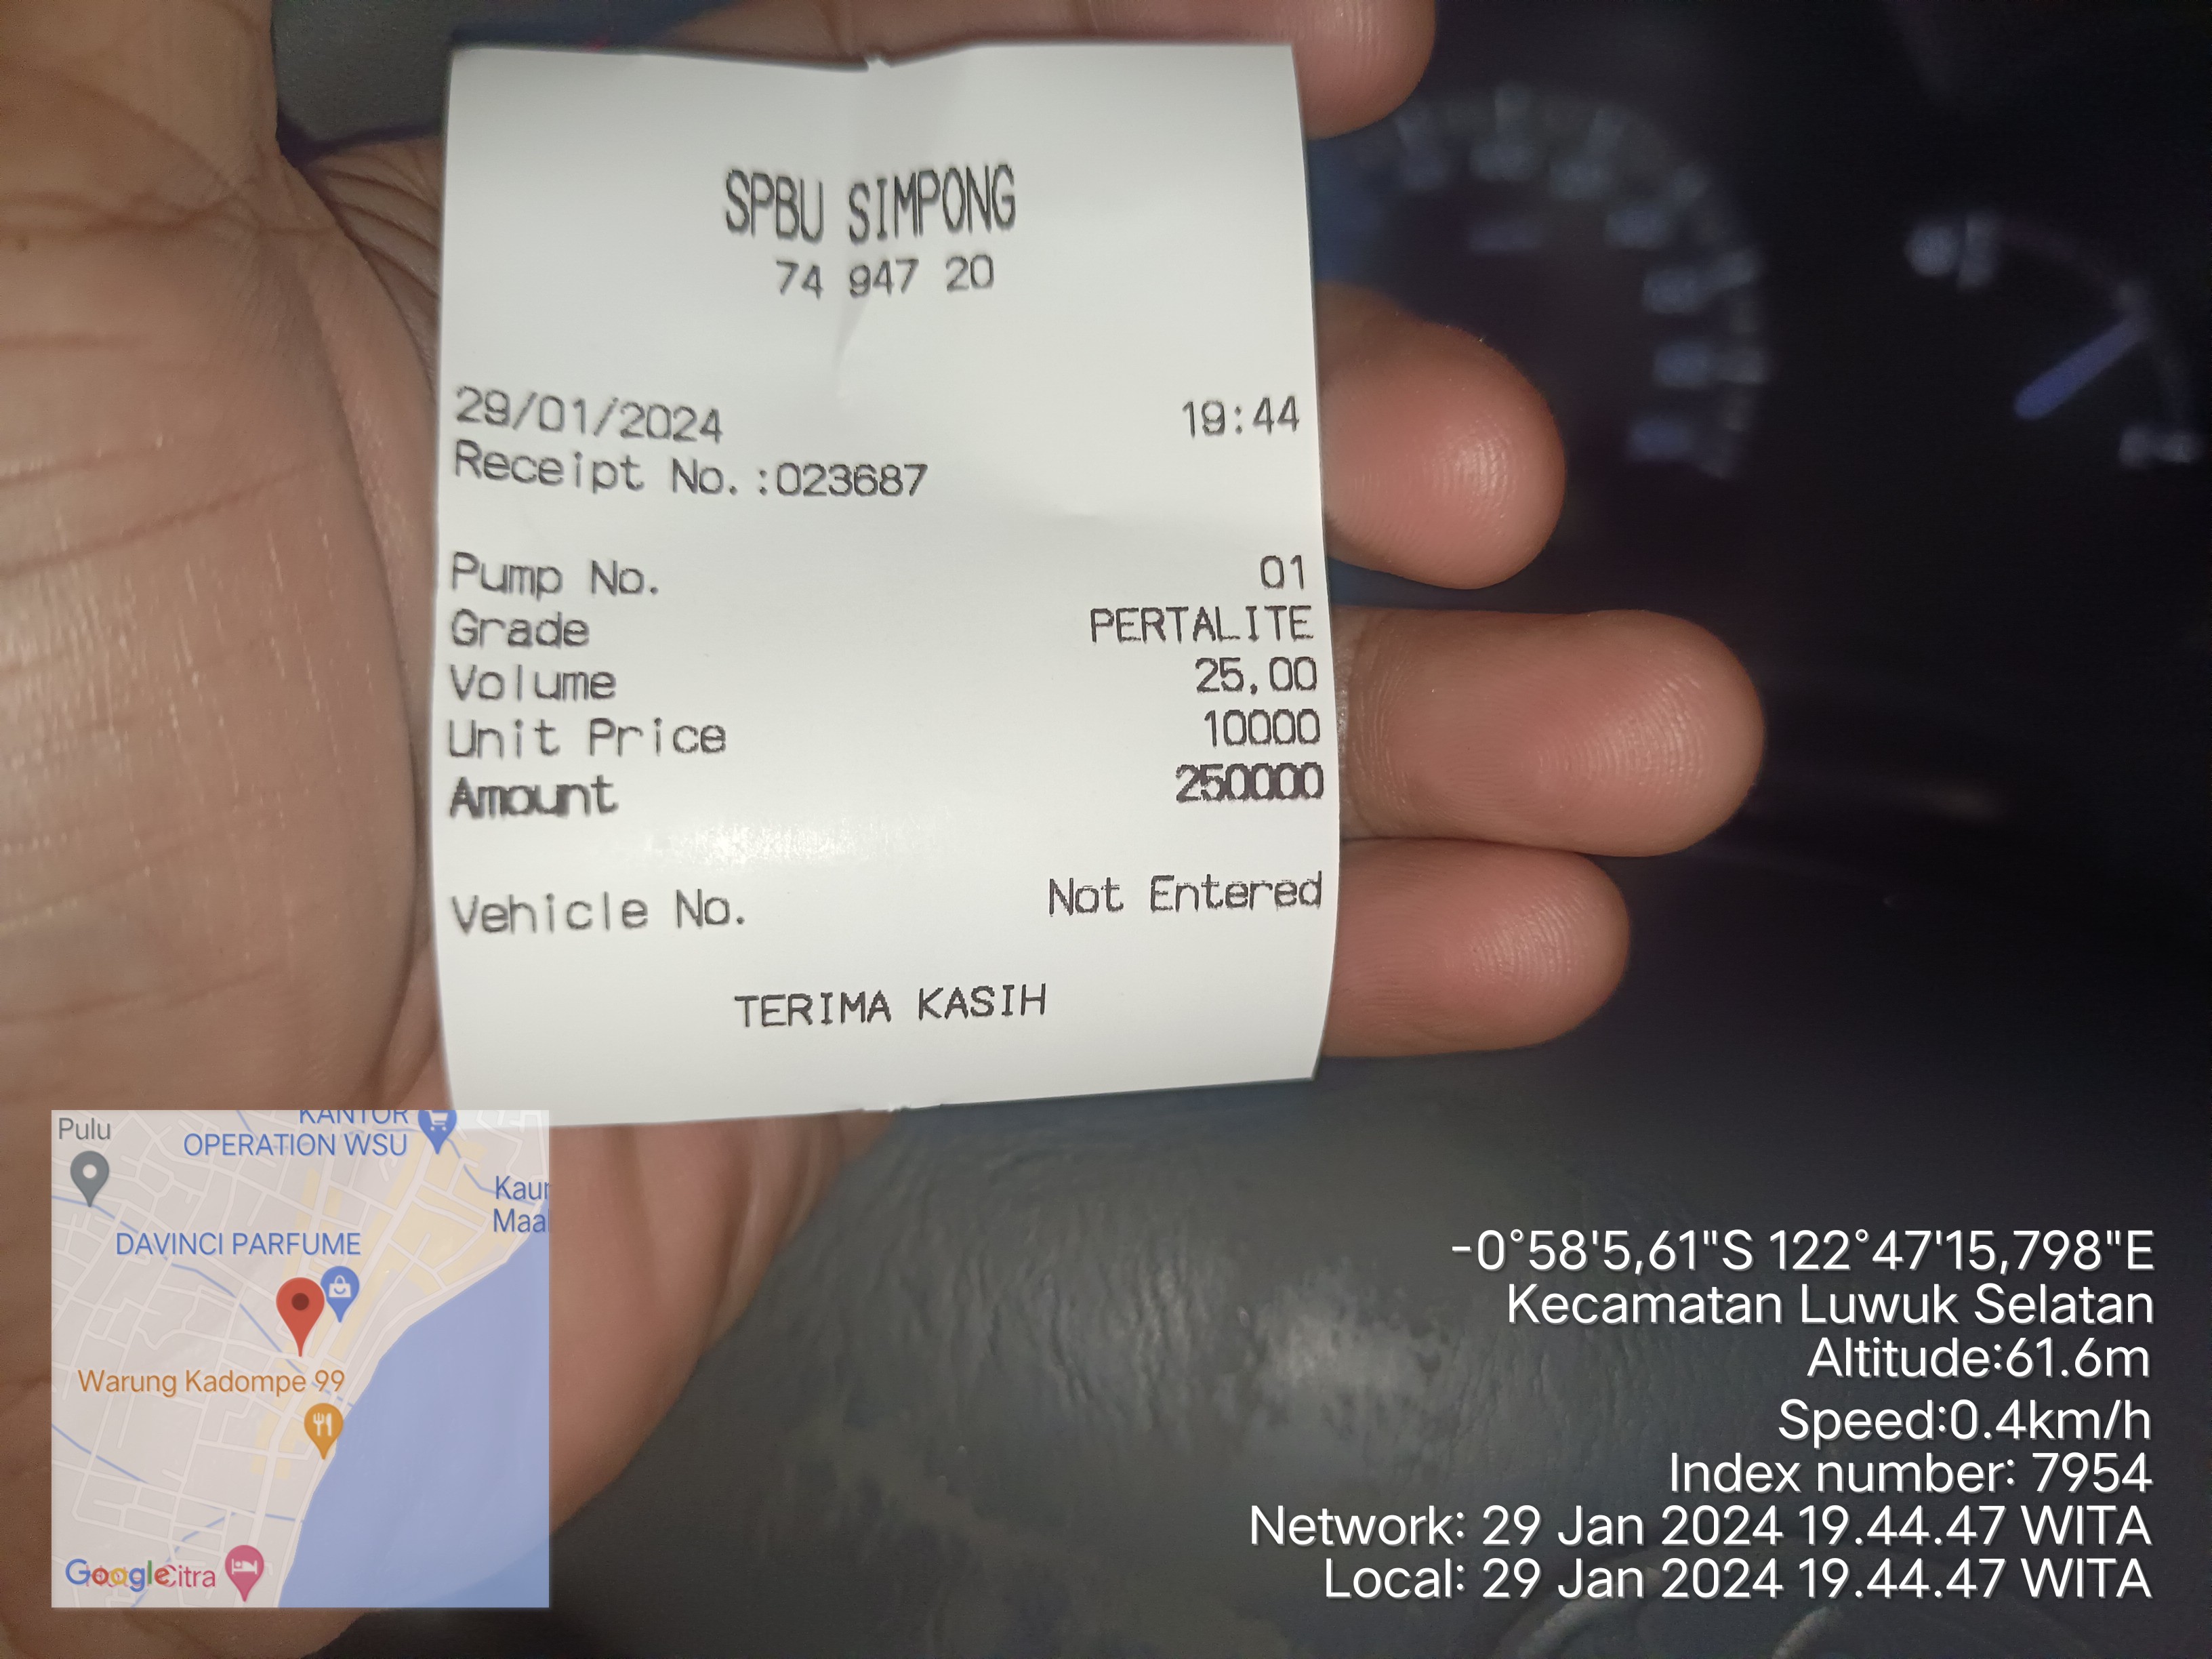 SPBU SIMPONG
74 947 20
29/01/2024 19:44
Receipt No.:023687
Pump No. 01
Grade PERTALITE
Volume 25,00
Unit Price 10000
Amount 250000
Vehicle No. Not Entered
TERIMA KASIH
Pulu
KANTOR
OPERATION WSU
Kaur
Maal
DAVINCI PARFUME
Warung Kadompe 99
Google
Citra
-0°58'5,61"S 122°47'15,798"E
Kecamatan Luwuk Selatan
Altitude:61.6m
Speed:0.4km/h
Index number: 7954
Network: 29 Jan 2024 19.44.47 WITA
Local: 29 Jan 2024 19.44.47 WITA